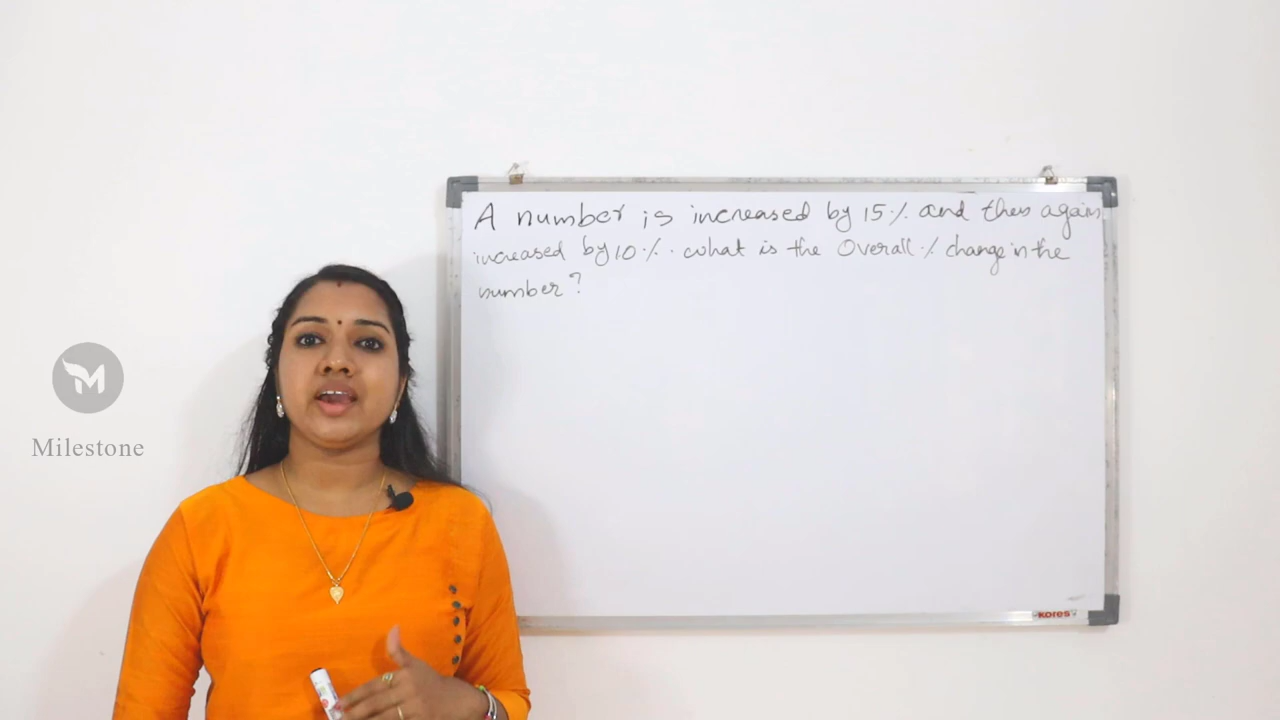 A number is increased by 15% and then again
increased by 10%. what is the Overall % change in the
number?
Milestone
KORES